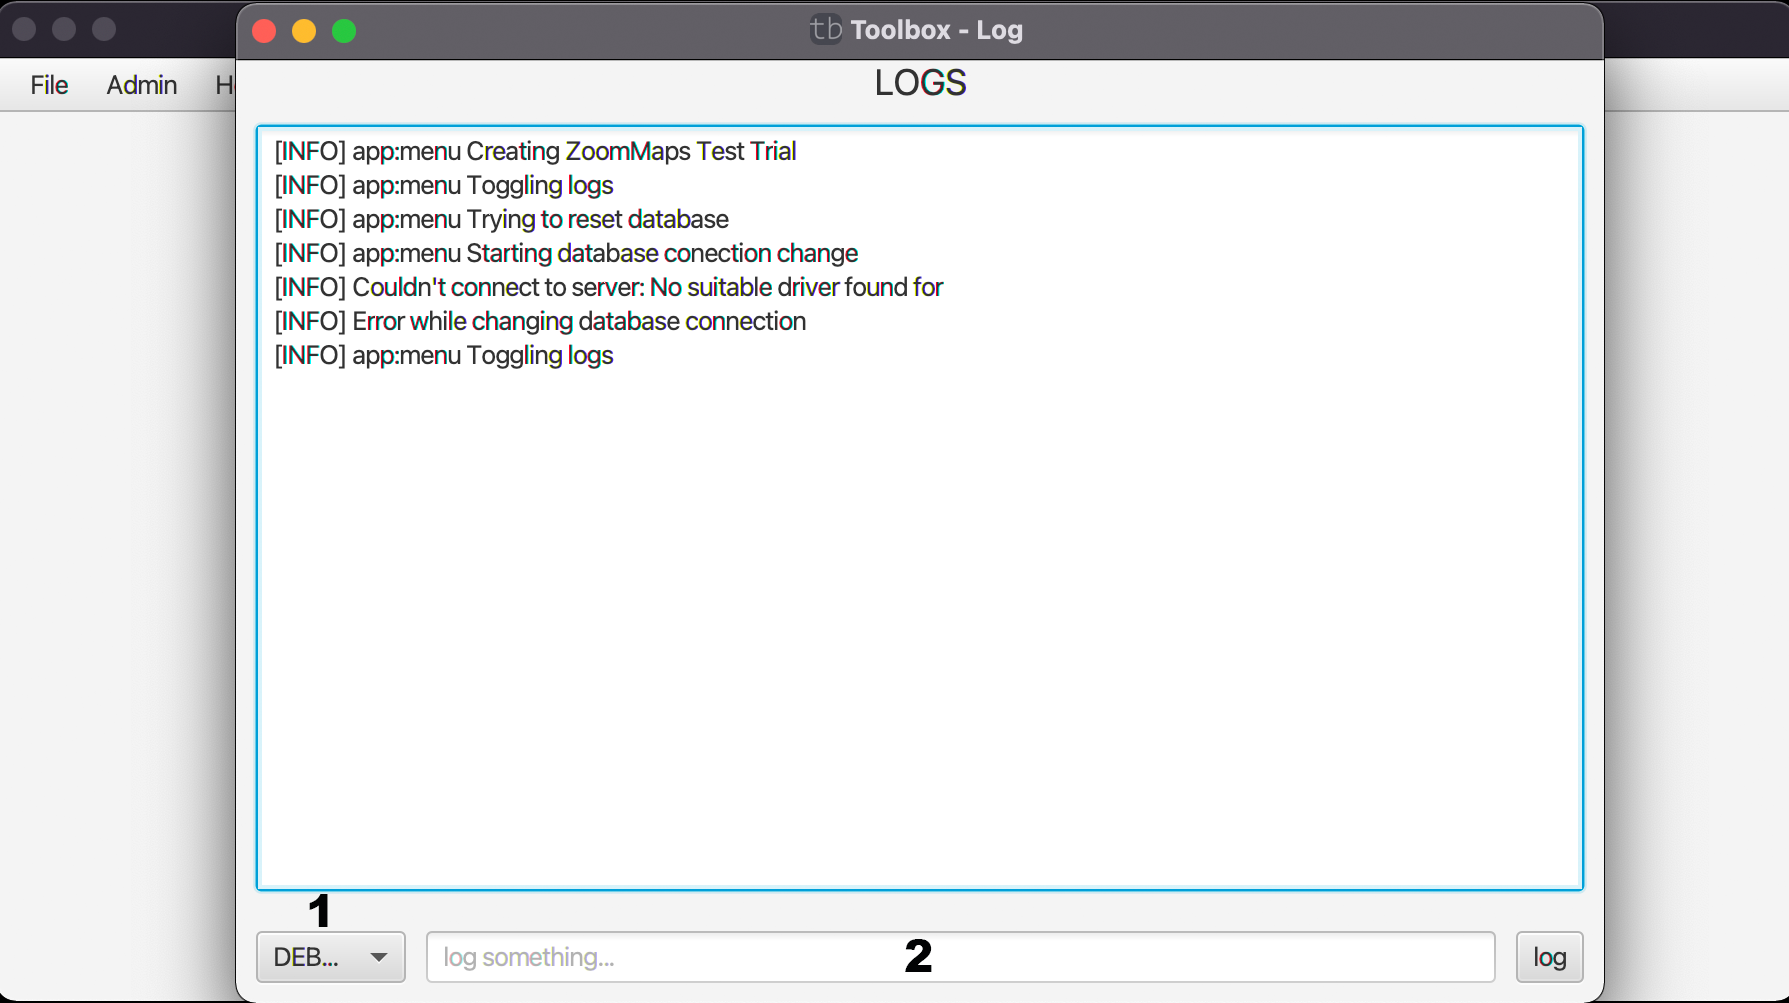 tb Toolbox - Log
File Admin He
LOGS
[INFO] app:menu Creating ZoomMaps Test Trial
[INFO] app:menu Toggling logs
[INFO] app:menu Trying to reset database
[INFO] app:menu Starting database conection change
[INFO] Couldn't connect to server: No suitable driver found for
[INFO] Error while changing database connection
[INFO] app:menu Toggling logs
1
DEB... log something... 2 log